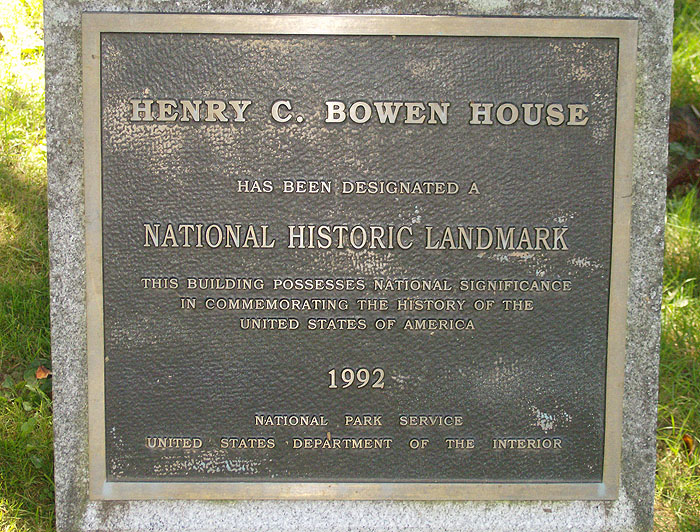 HENRY C. BOWEN HOUSE
HAS BEEN DESIGNATED A
NATIONAL HISTORIC LANDMARK
THIS BUILDING POSSESSES NATIONAL SIGNIFICANCE
IN COMMEMORATING THE HISTORY OF THE
UNITED STATES OF AMERICA
1992
NATIONAL PARK SERVICE
UNITED STATES DEPARTMENT OF THE INTERIOR